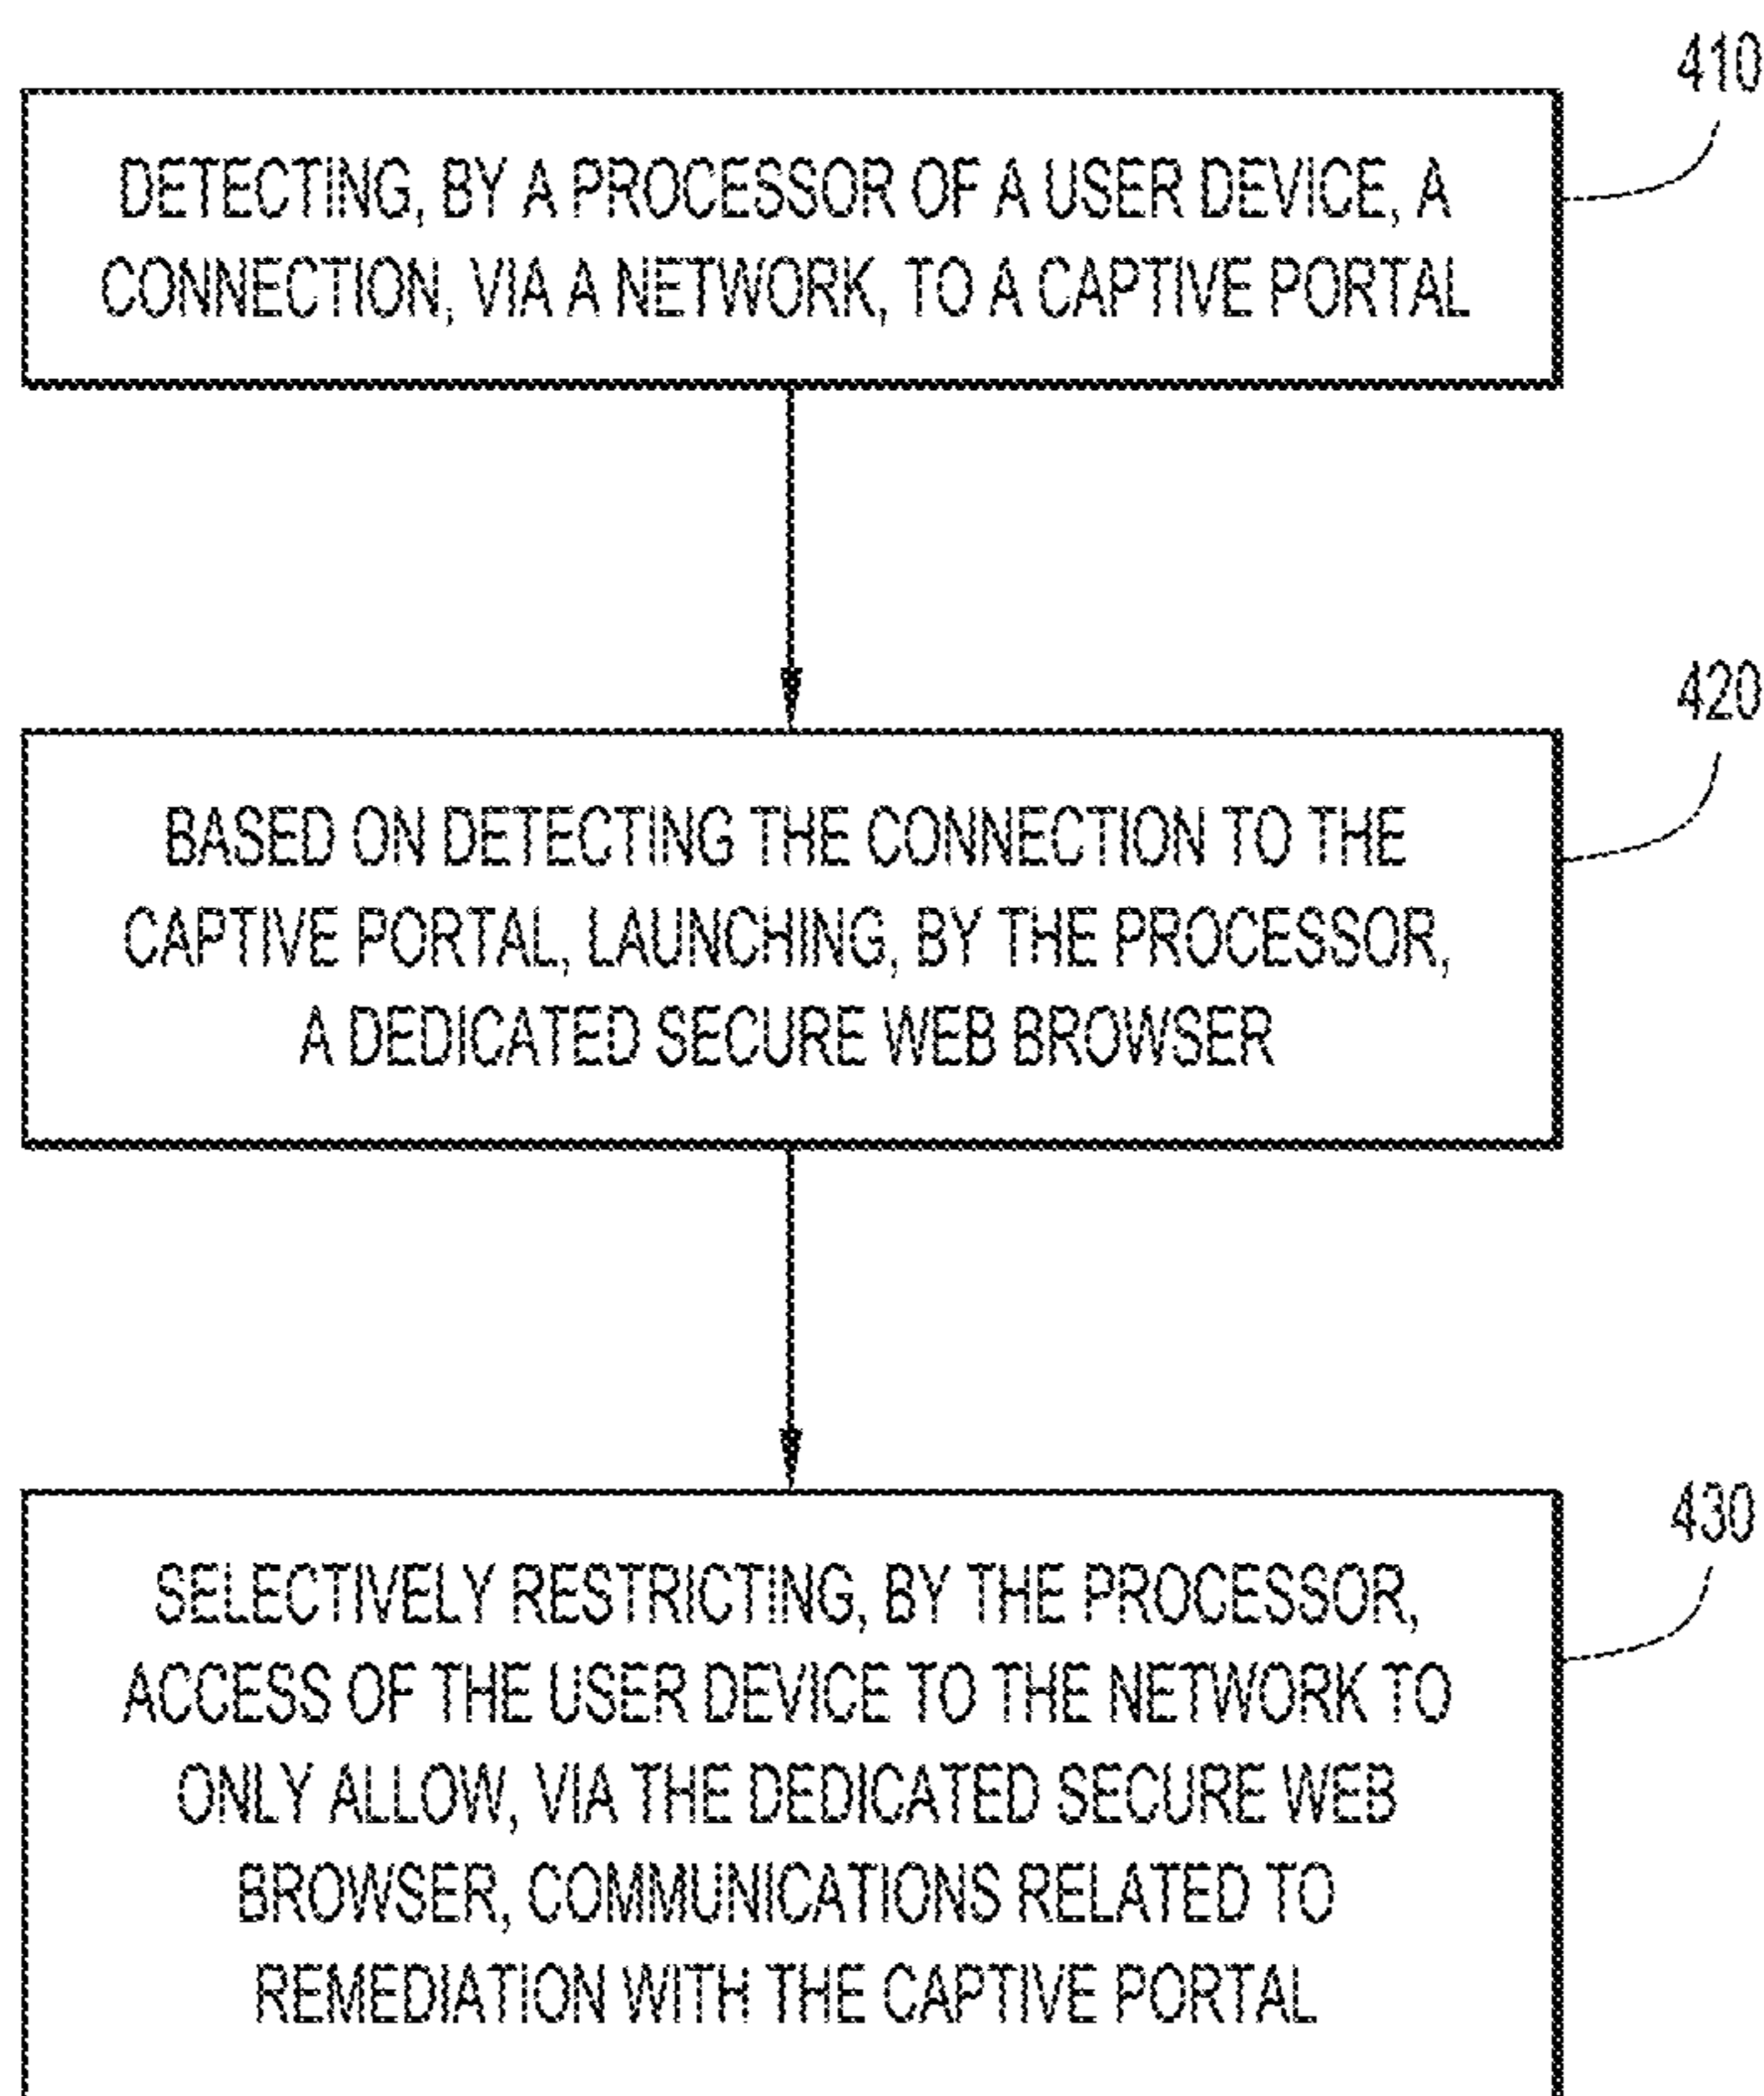 410
DETECTING, BY A PROCESSOR OF A USER DEVICE, A
CONNECTION, VIA A NETWORK, TO A CAPTIVE PORTAL
420
BASED ON DETECTING THE CONNECTION TO THE
CAPTIVE PORTAL, LAUNCHING, BY THE PROCESSOR,
A DEDICATED SECURE WEB BROWSER
430
SELECTIVELY RESTRICTING, BY THE PROCESSOR,
ACCESS OF THE USER DEVICE TO THE NETWORK TO
ONLY ALLOW, VIA THE DEDICATED SECURE WEB
BROWSER, COMMUNICATIONS RELATED TO
REMEDIATION WITH THE CAPTIVE PORTAL